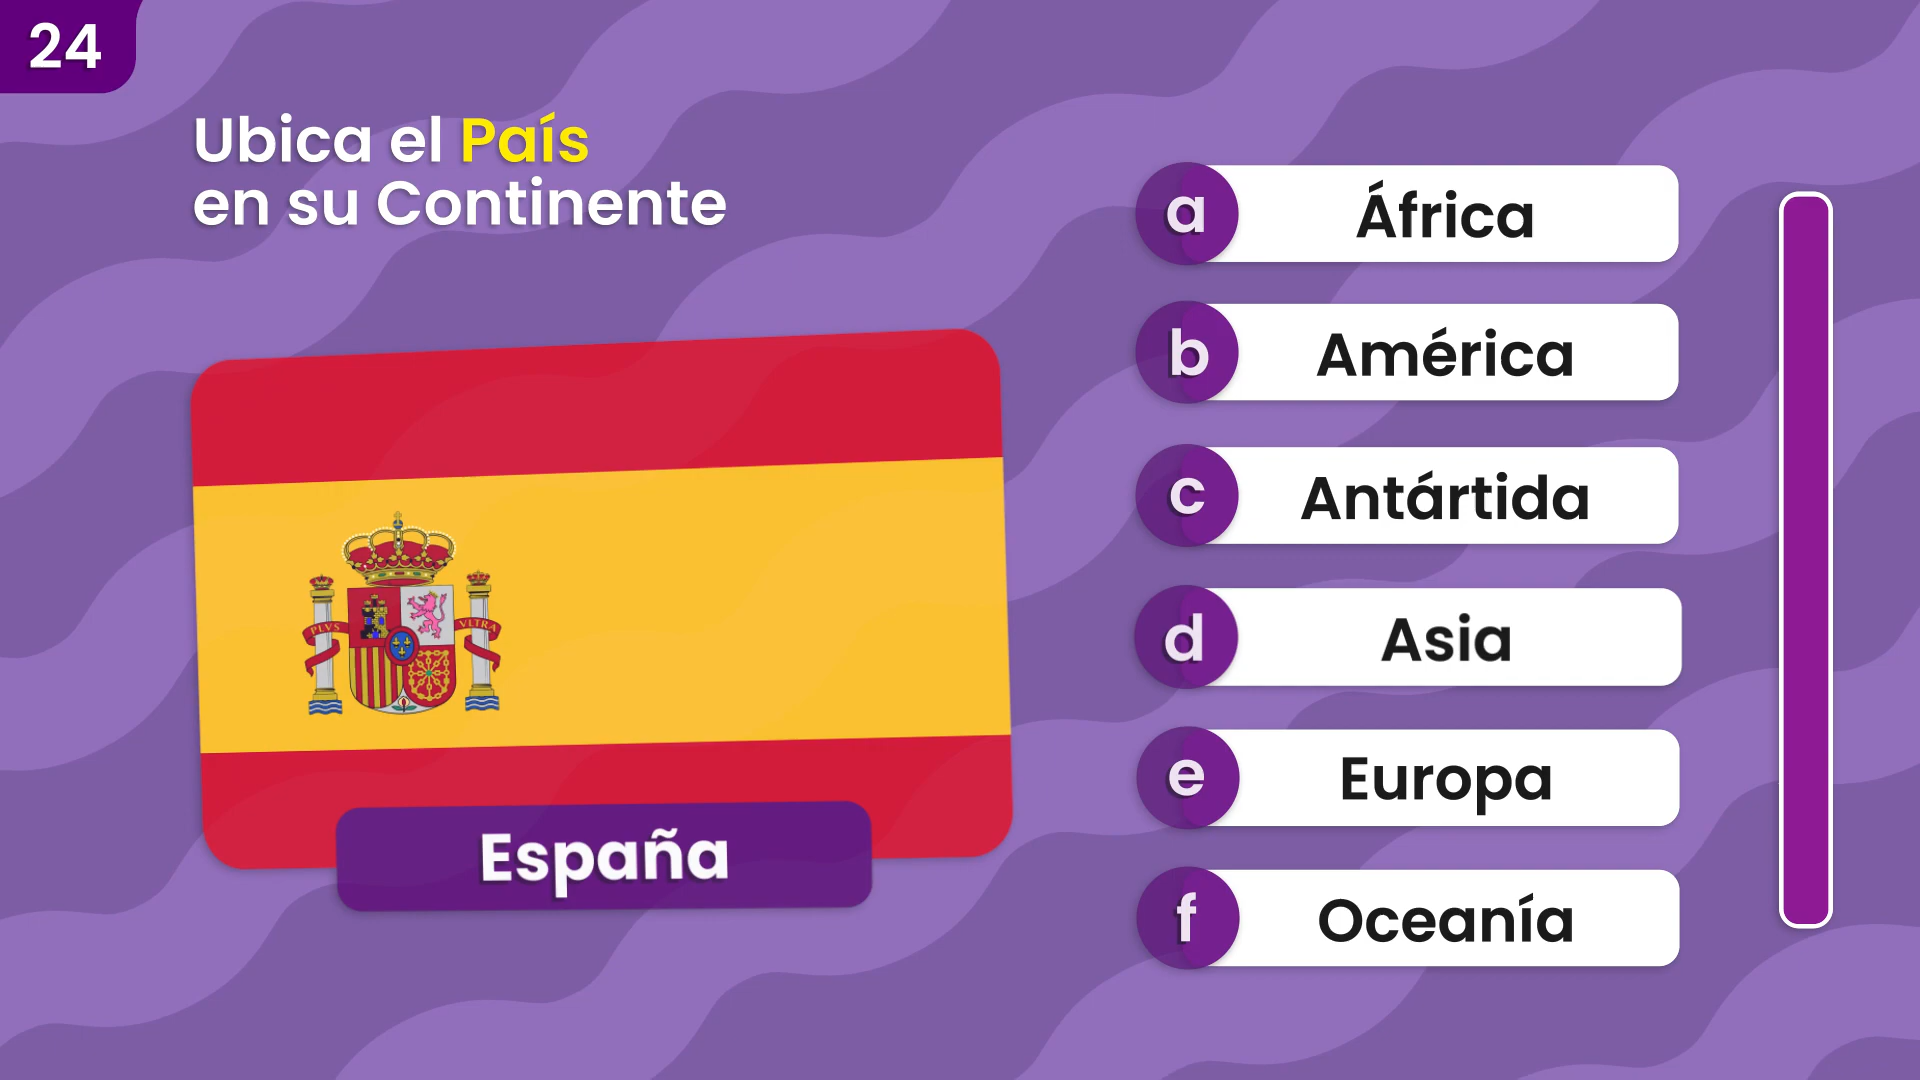 24
Ubica el País
en su Continente
PLVS VLTRA
España
a África
b América
c Antártida
d Asia
e Europa
f Oceanía